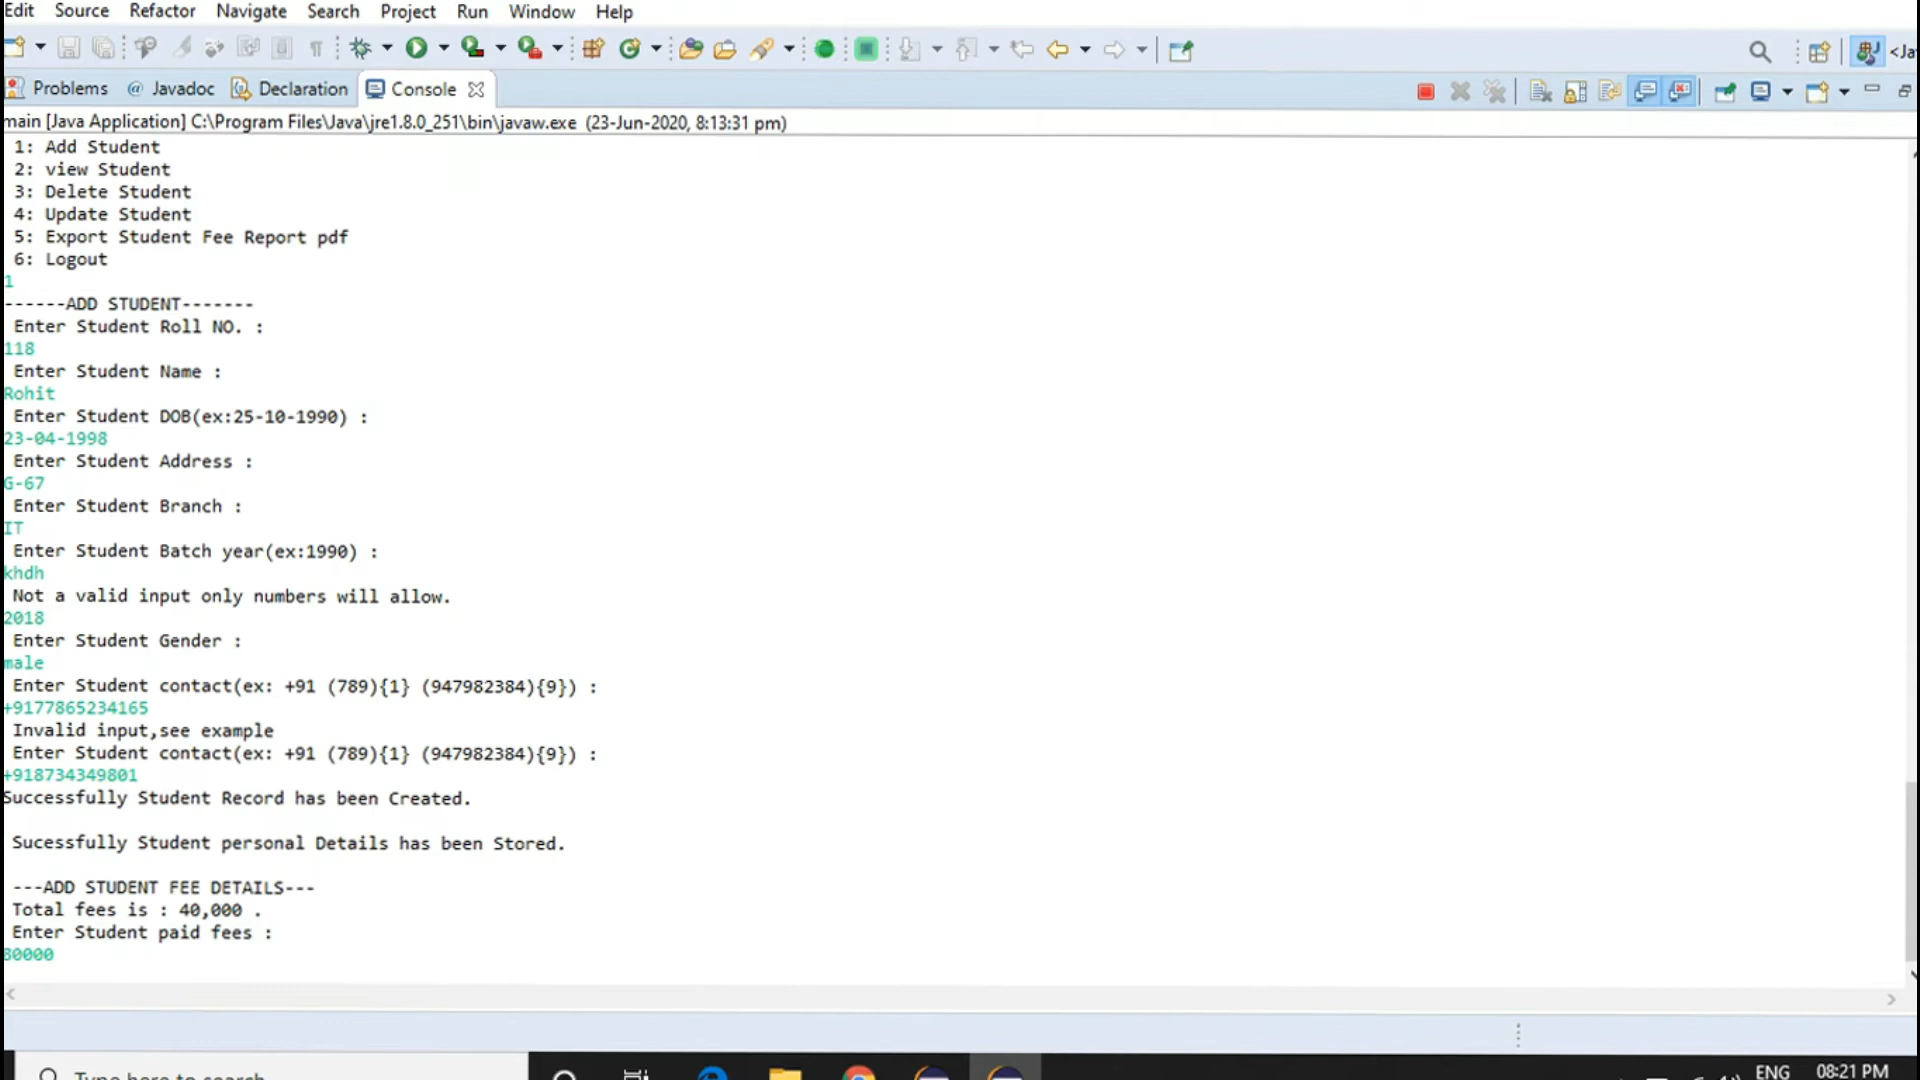 Edit Source Refactor Navigate Search Project Run Window Help
Problems @ Javadoc Declaration Console
main [Java Application] C:\Program Files\Java\jre1.8.0_251\bin\javaw.exe (23-Jun-2020, 8:13:31 pm)
1: Add Student
2: view Student
3: Delete Student
4: Update Student
5: Export Student Fee Report pdf
6: Logout
1
------ADD STUDENT-------
Enter Student Roll NO. :
118
Enter Student Name :
Rohit
Enter Student DOB(ex:25-10-1990) :
23-04-1998
Enter Student Address :
G-67
Enter Student Branch :
IT
Enter Student Batch year(ex:1990) :
khdh
Not a valid input only numbers will allow.
2018
Enter Student Gender :
male
Enter Student contact(ex: +91 (789){1} (947982384){9}) :
+9177865234165
Invalid input,see example
Enter Student contact(ex: +91 (789){1} (947982384){9}) :
+918734349801
Successfully Student Record has been Created.
Sucessfully Student personal Details has been Stored.
---ADD STUDENT FEE DETAILS---
Total fees is : 40,000 .
Enter Student paid fees :
Type here to search
ENG 08:21 PM